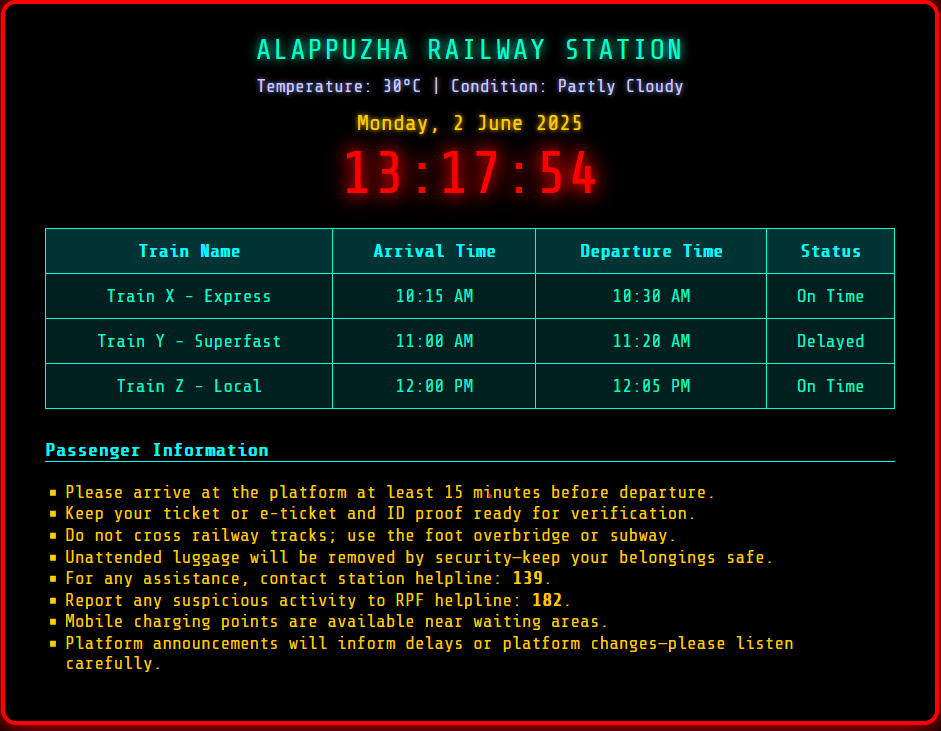 ALAPPUZHA RAILWAY STATION
Temperature: 30°C | Condition: Partly Cloudy
Monday, 2 June 2025
13:17:54
Train Name Arrival Time Departure Time Status
Train X - Express 10:15 AM 10:30 AM On Time
Train Y - Superfast 11:00 AM 11:20 AM Delayed
Train Z - Local 12:00 PM 12:05 PM On Time
Passenger Information
▪ Please arrive at the platform at least 15 minutes before departure.
▪ Keep your ticket or e-ticket and ID proof ready for verification.
▪ Do not cross railway tracks; use the foot overbridge or subway.
▪ Unattended luggage will be removed by security—keep your belongings safe.
▪ For any assistance, contact station helpline: 139.
▪ Report any suspicious activity to RPF helpline: 182.
▪ Mobile charging points are available near waiting areas.
▪ Platform announcements will inform delays or platform changes—please listen
carefully.